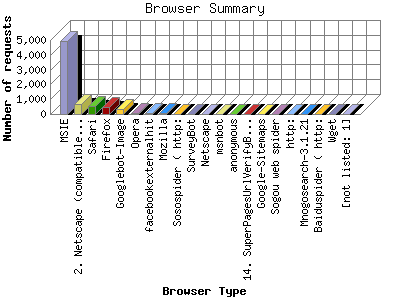 Browser Summary
Number of requests
5,000
4,000
3,000
2,000
1,000
0
MSIE
2. Netscape (compatible...
Safari
Firefox
Googlebot-Image
Opera
facebookexternalhit
Mozilla
Sosospider ( http:
SurveyBot
Netscape
msnbot
anonymous
14. SuperPagesUrlVerifyB...
Google-Sitemaps
Sogou web spider
http:
Mnogosearch-3.1.21
Baiduspider ( http:
Wget
[not listed: 1]
Browser Type